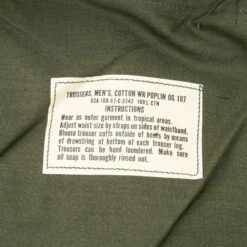 TROUSERS, MEN'S, COTTON WR POPLIN OG 107
DSA-100-67-C-3247 100% CTN
INSTRUCTIONS
Wear as outer garment in tropical areas.
Adjust waist size by straps on sides of waistband.
Blouse trouser cuffs outside of boots by means
of drawstring at bottom of each trouser leg.
Trousers can be hand laundered. Make sure
all soap is thoroughly rinsed out.